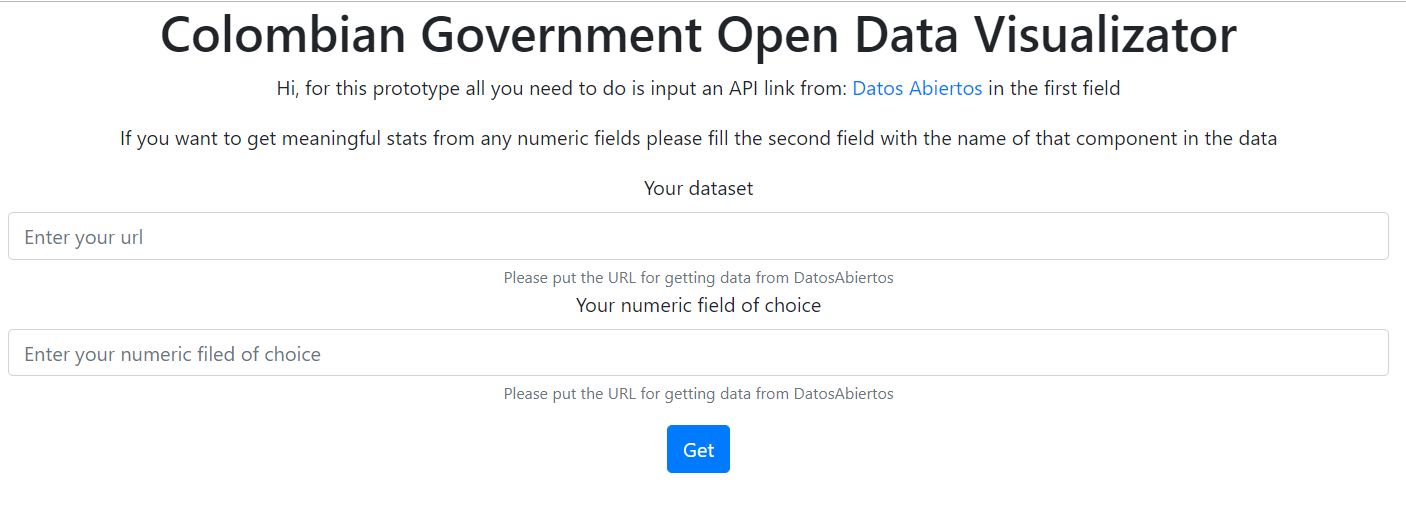 Colombian Government Open Data Visualizator
Hi, for this prototype all you need to do is input an API link from: Datos Abiertos in the first field
If you want to get meaningful stats from any numeric fields please fill the second field with the name of that component in the data
Your dataset
Enter your url
Please put the URL for getting data from DatosAbiertos
Your numeric field of choice
Enter your numeric filed of choice
Please put the URL for getting data from DatosAbiertos
Get